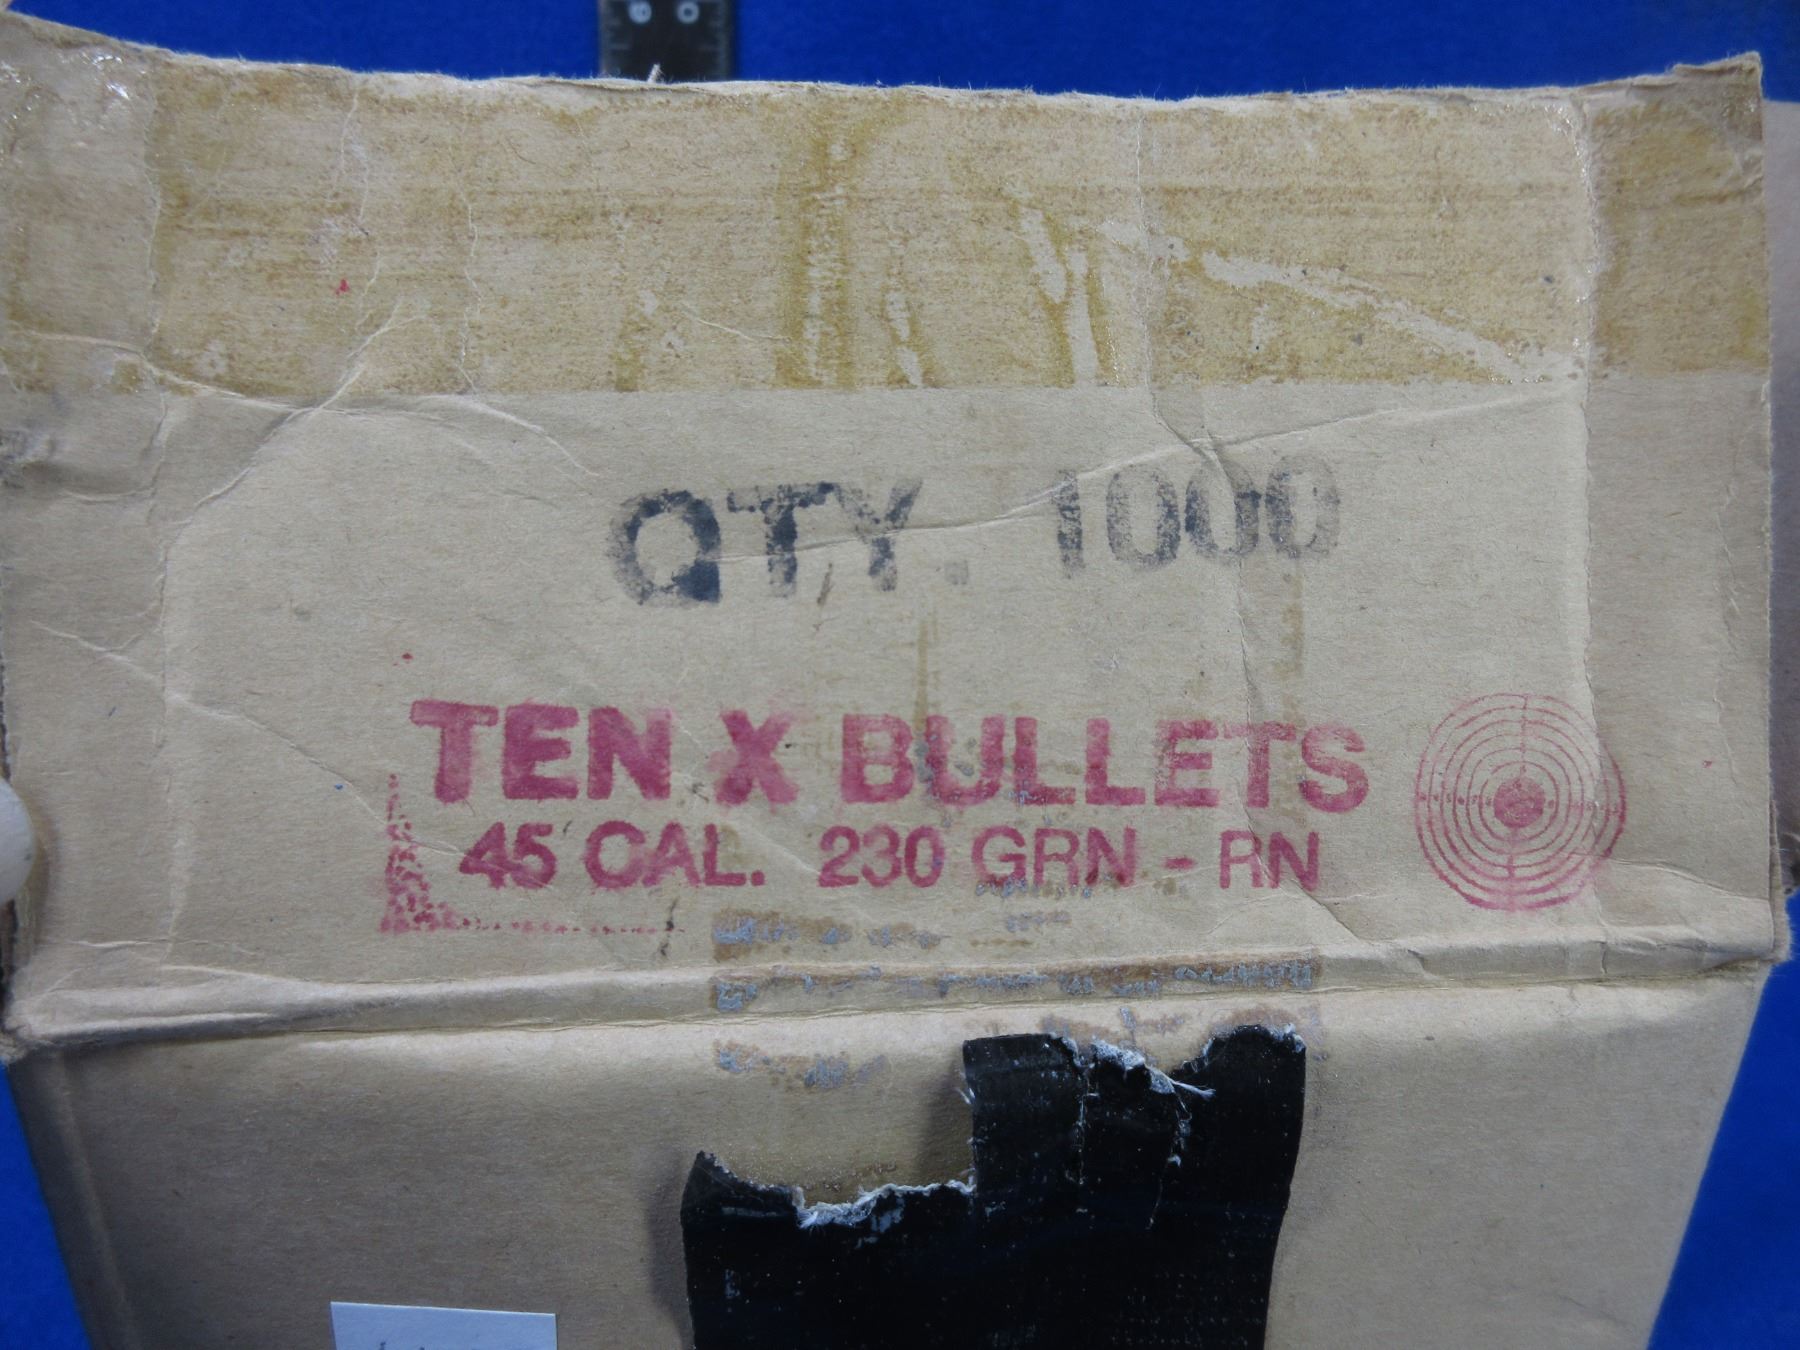 QTY. 1000
TEN X BULLETS
45 CAL. 230 GRN - RN